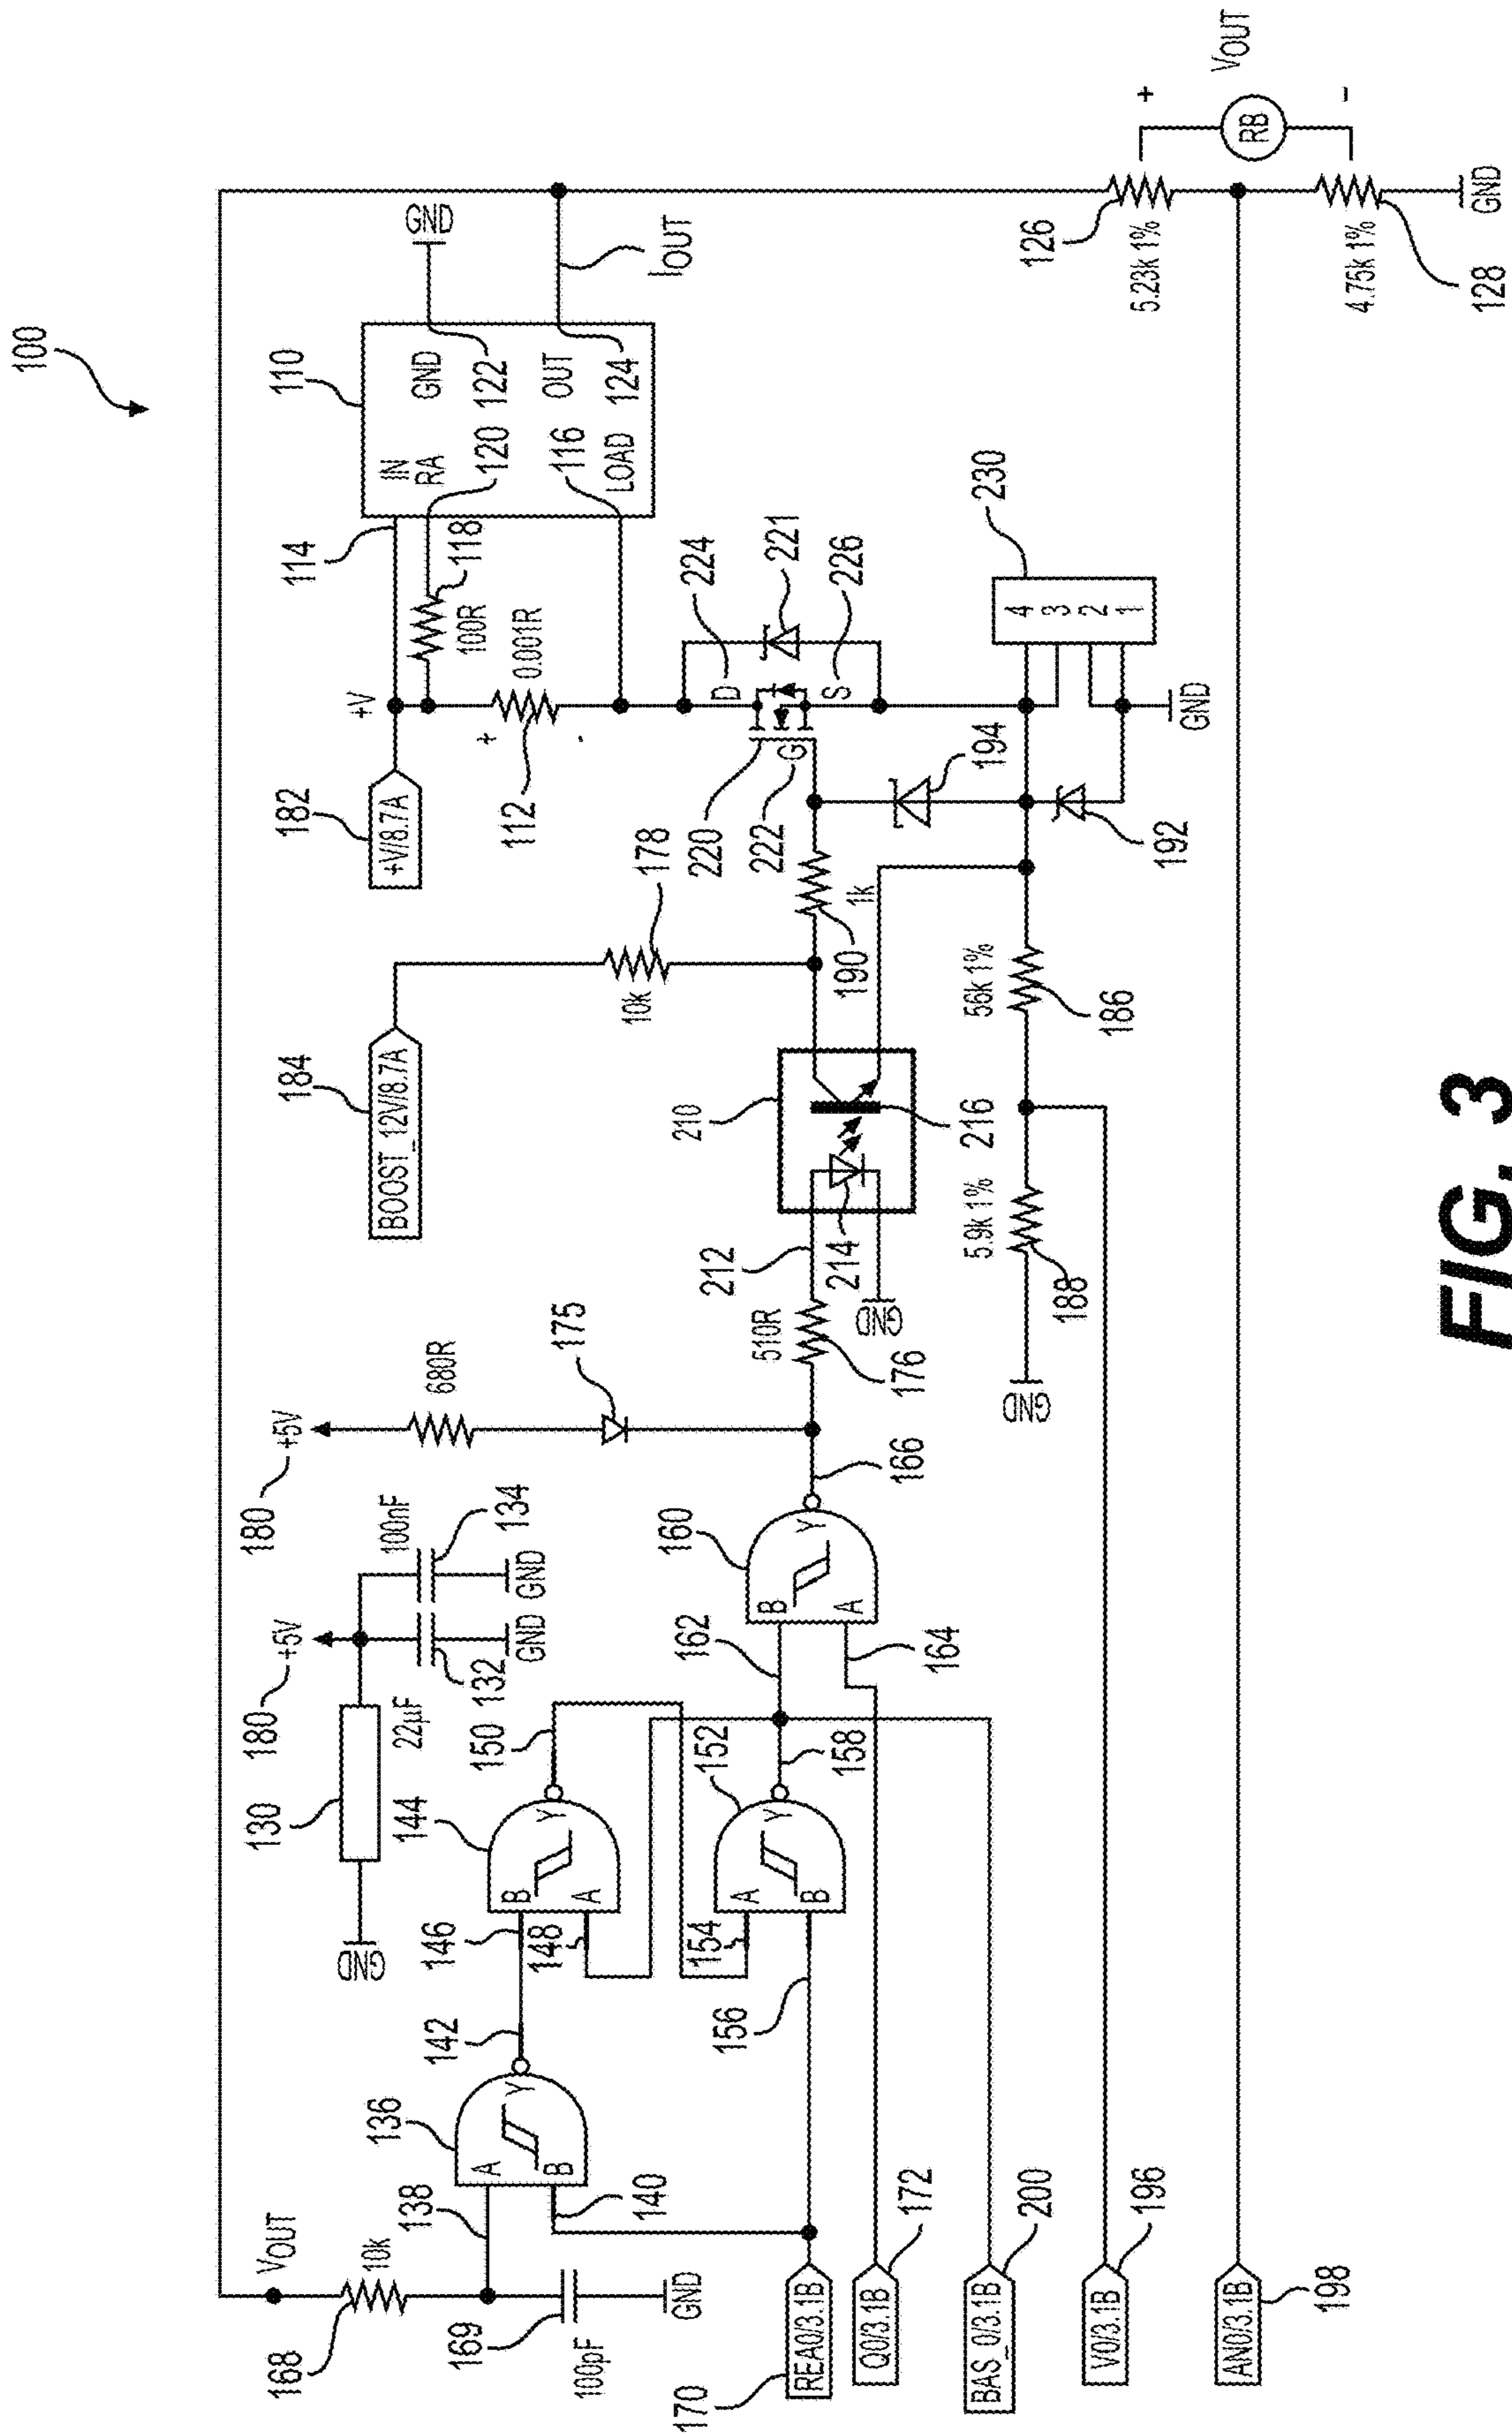 100
VOUT
168
10k
138
169
100pF
GND
136
A
B
Y
140
142
146
148
144
B
A
Y
150
154
156
152
A
B
Y
158
162
164
160
B
A
Y
166
GND
130
180
+5V
22µF
132
GND
100nF
134
GND
180
+5V
680R
175
510R
176
212
214
GND
210
216
184
BOOST_12V/8.7A
10k
178
190
1k
182
+V/8.7A
+V
114
118
100R
+
0.001R
-
112
110
IN
RA
GND
120
122
GND
OUT
116
124
LOAD
IOUT
220
222
G
D
S
224
221
226
194
192
230
4
3
2
1
GND
56k 1%
186
5.9k 1%
188
GND
126
5.23k 1%
4.75k 1%
128
GND
+
RB
-
VOUT
170
REA0/3.1B
Q0/3.1B
172
BAS_0/3.1B
200
V0/3.1B
196
AN0/3.1B
198
FIG. 3